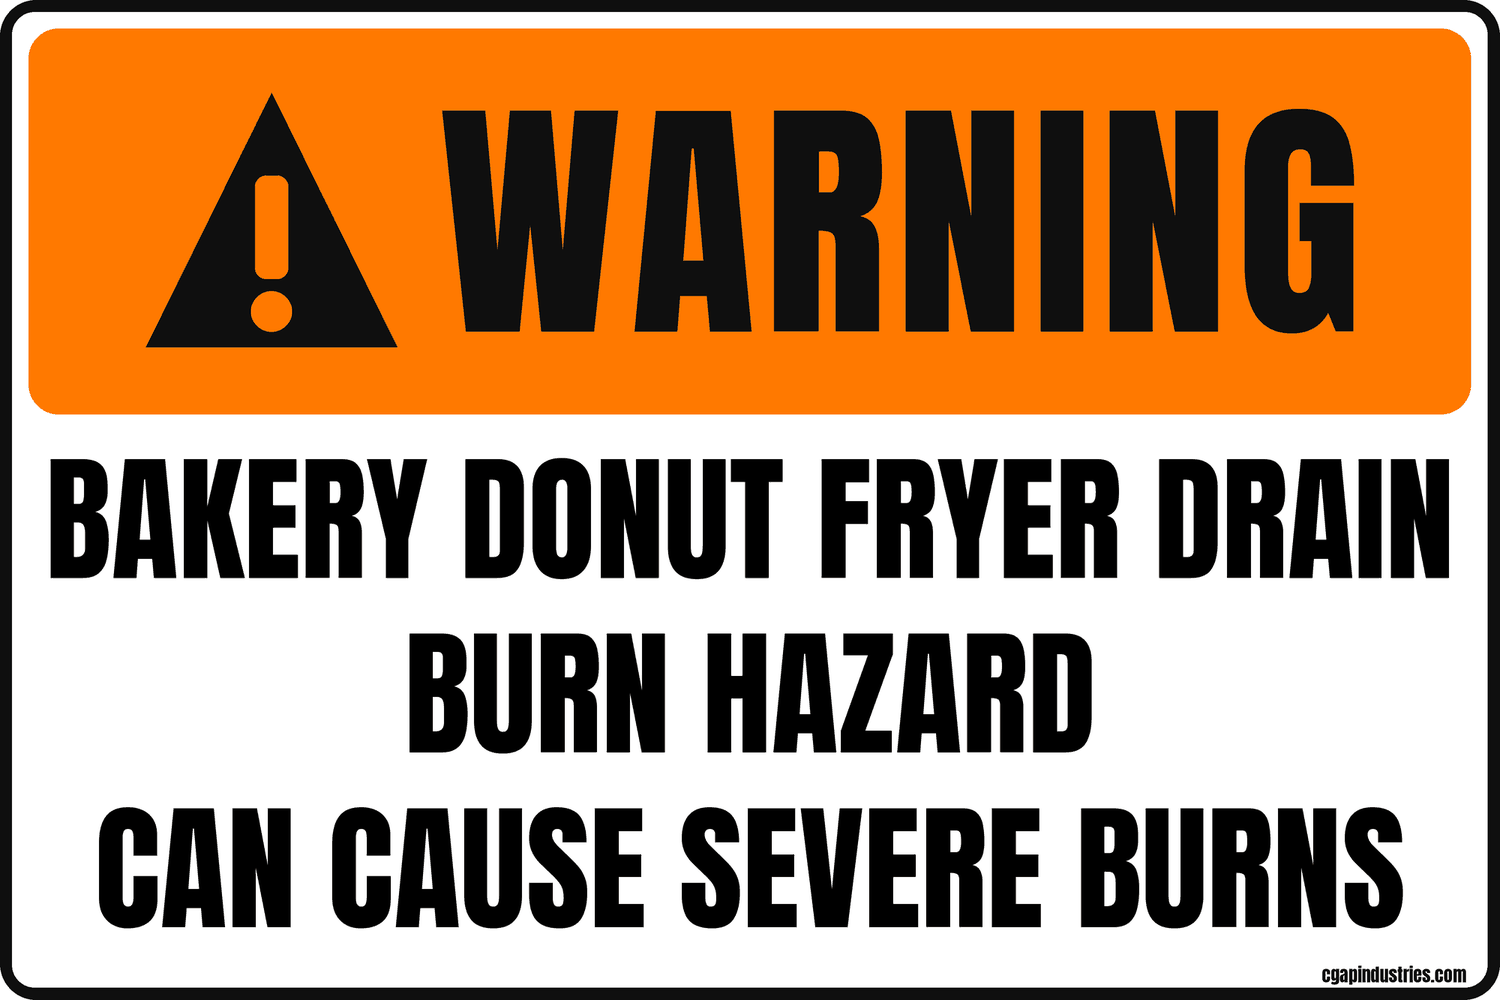 WARNING
BAKERY DONUT FRYER DRAIN
BURN HAZARD
CAN CAUSE SEVERE BURNS
cgapindustries.com